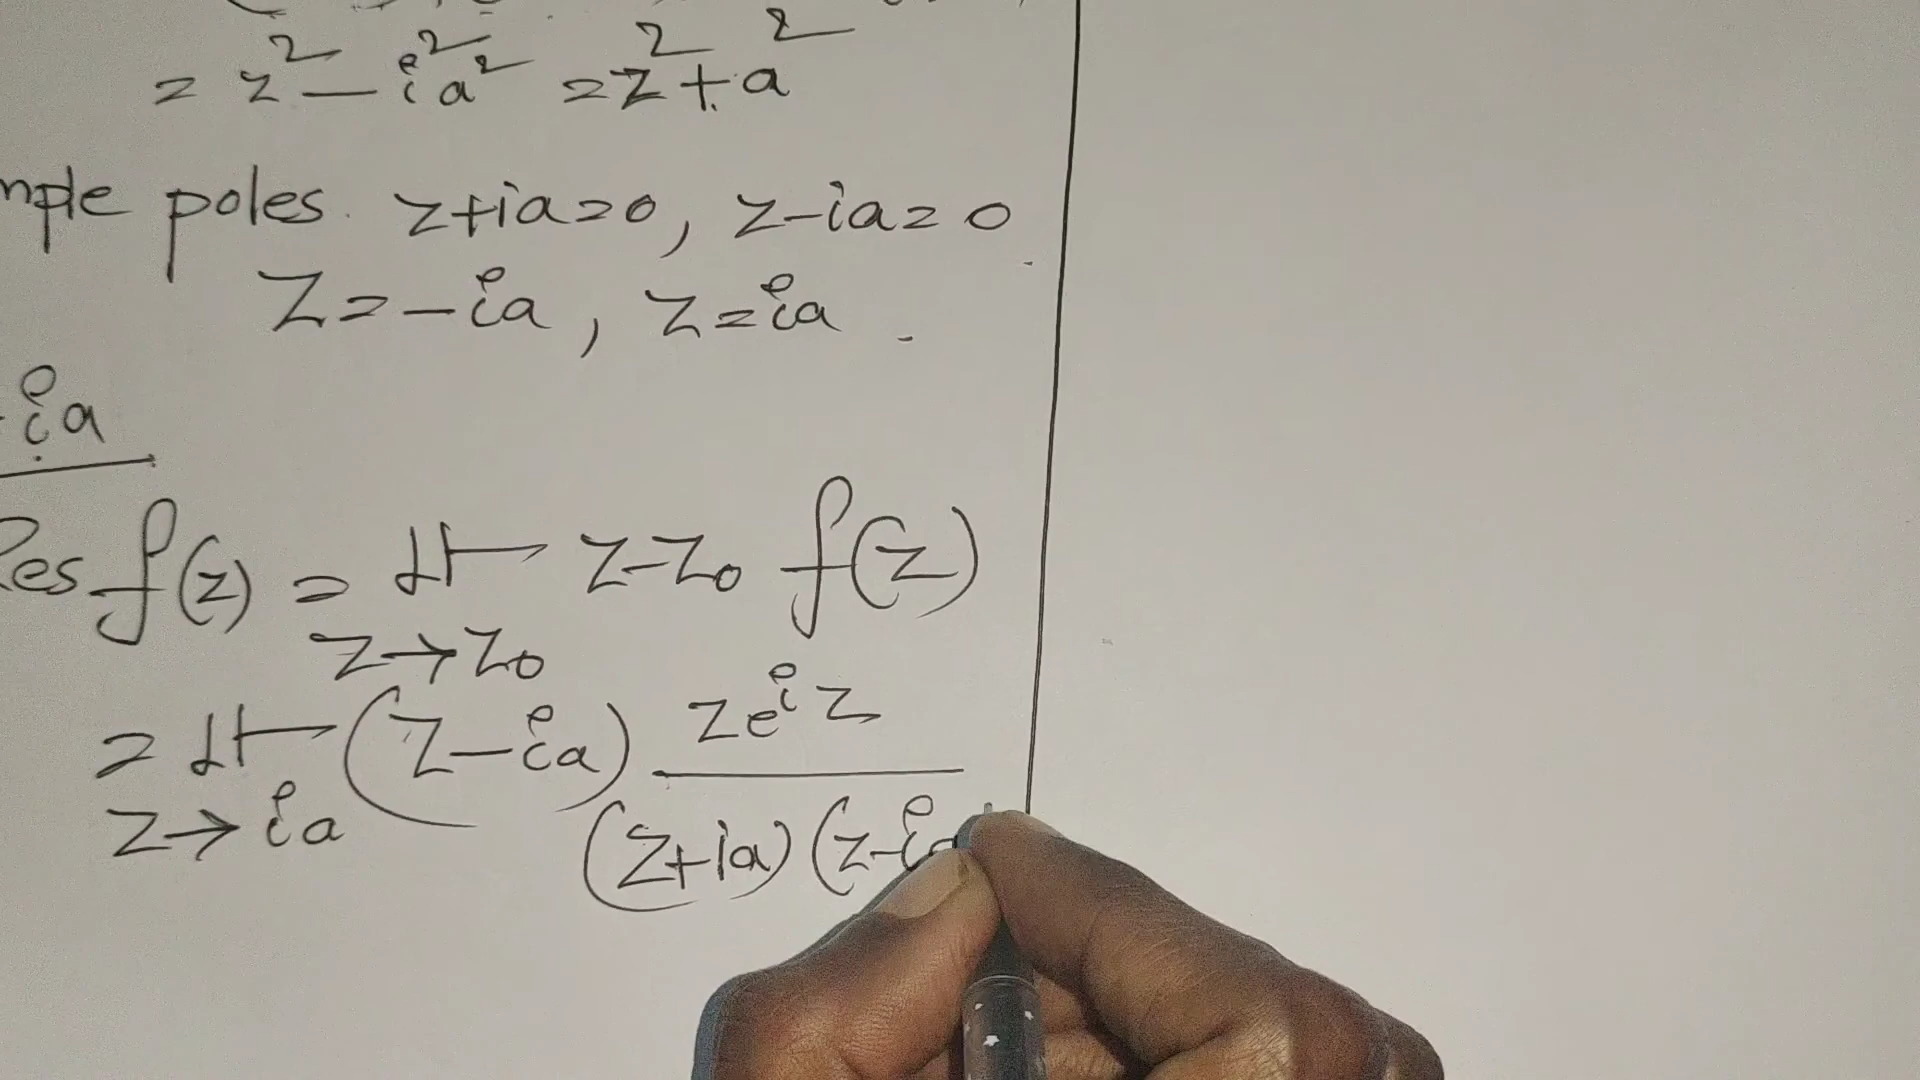 = z² - i²a² = z² + a²
poles. z+ia=0, z-ia=0
z=-ia, z=ia.
ia
Res f(z) = Lt z-z₀ f(z)
z→z₀
= Lt (z-ia) ze^{iz}
z→ia (z+ia)(z-ia